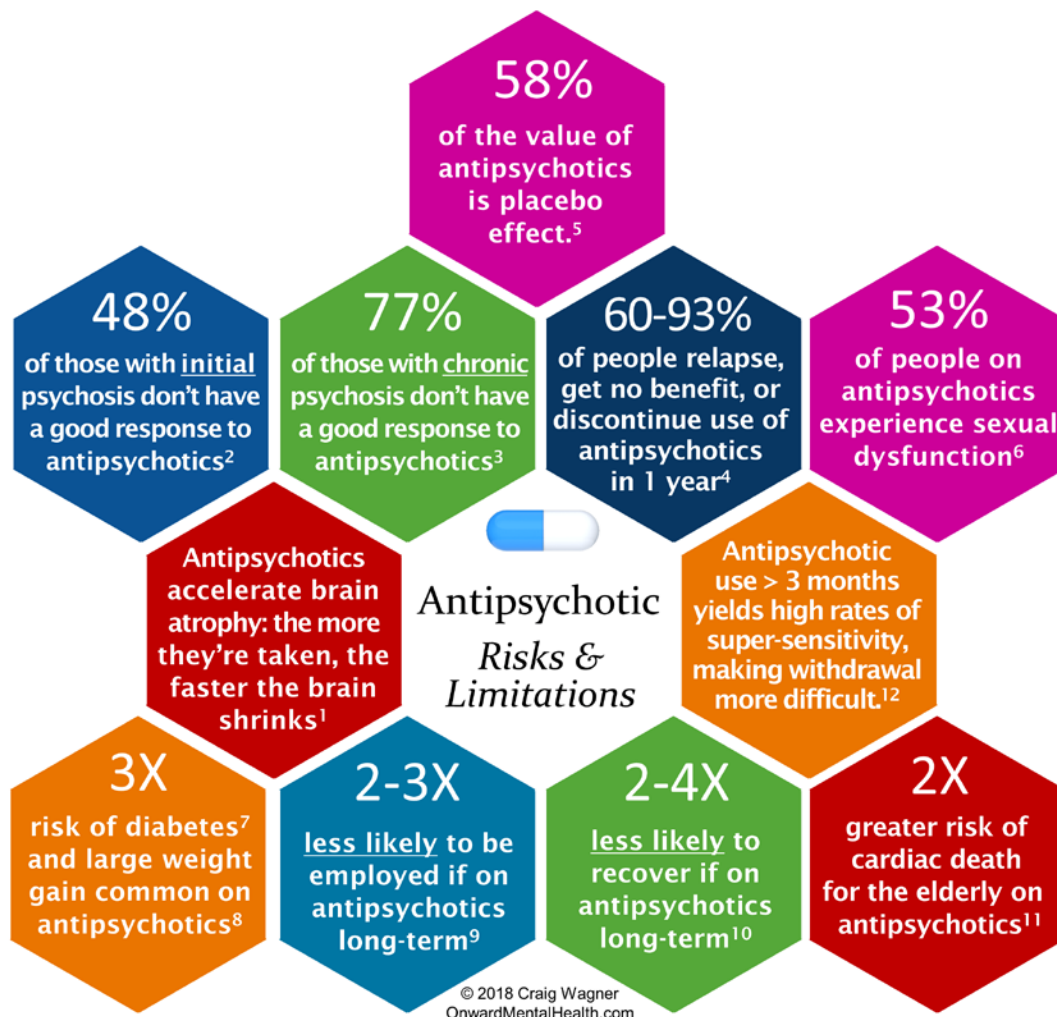 58%
of the value of
antipsychotics
is placebo
effect.⁵
48%
of those with initial
psychosis don't have
a good response to
antipsychotics²
77%
of those with chronic
psychosis don't have
a good response to
antipsychotics³
60-93%
of people relapse,
get no benefit, or
discontinue use of
antipsychotics
in 1 year⁴
53%
of people on
antipsychotics
experience sexual
dysfunction⁶
Antipsychotics
accelerate brain
atrophy: the more
they're taken, the
faster the brain
shrinks¹
Antipsychotic
Risks &
Limitations
Antipsychotic
use > 3 months
yields high rates of
super-sensitivity,
making withdrawal
more difficult.¹²
3X
risk of diabetes⁷
and large weight
gain common on
antipsychotics⁸
2-3X
less likely to be
employed if on
antipsychotics
long-term⁹
2-4X
less likely to
recover if on
antipsychotics
long-term¹⁰
2X
greater risk of
cardiac death
for the elderly on
antipsychotics¹¹
© 2018 Craig Wagner
OnwardMentalHealth.com